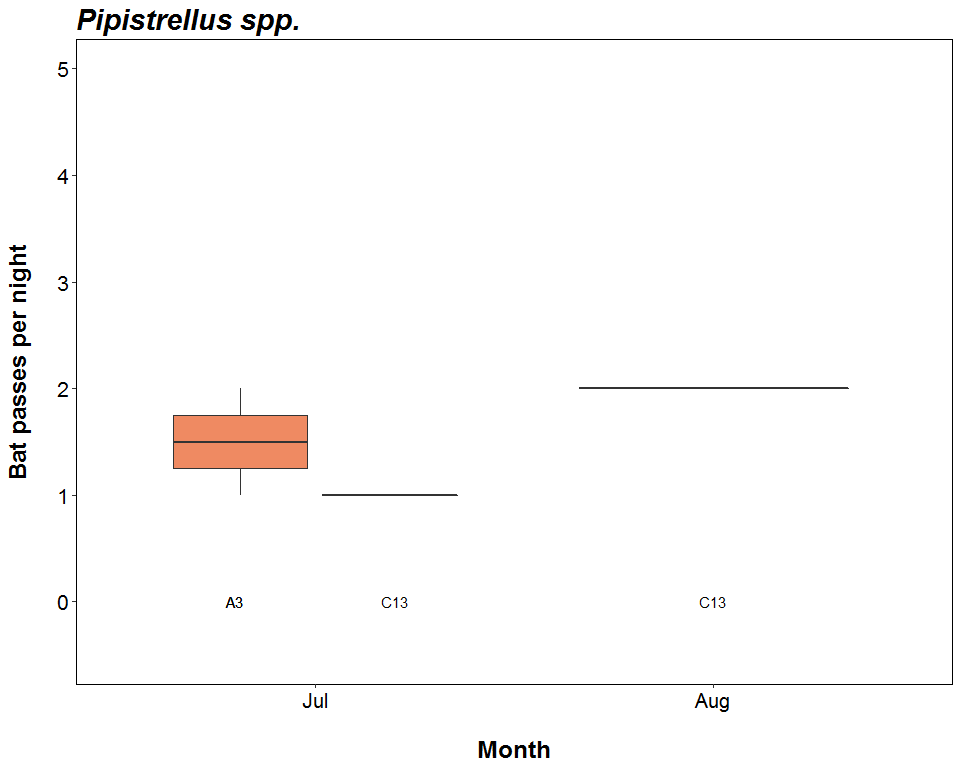 Pipistrellus spp.
5
4
3
2
1
0
Bat passes per night
A3
C13
C13
Jul
Aug
Month